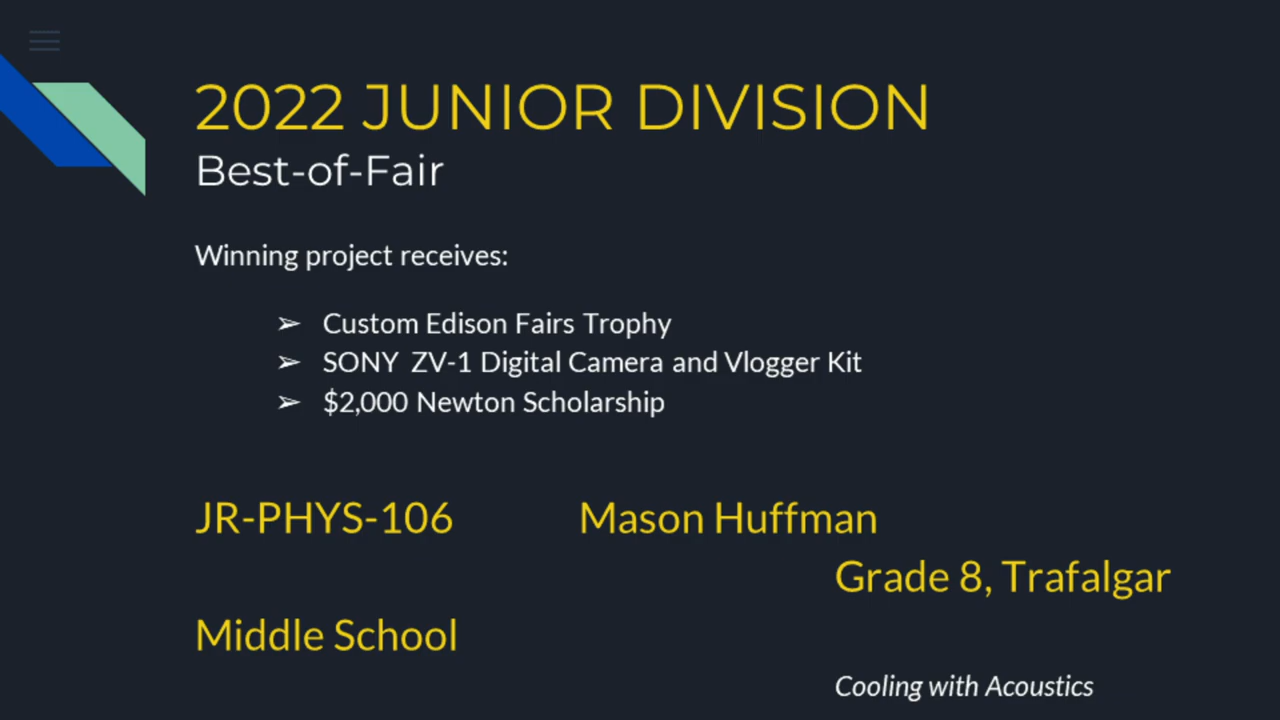 2022 JUNIOR DIVISION
Best-of-Fair
Winning project receives:
➢ Custom Edison Fairs Trophy
➢ SONY ZV-1 Digital Camera and Vlogger Kit
➢ $2,000 Newton Scholarship
JR-PHYS-106 Mason Huffman
Grade 8, Trafalgar
Middle School
Cooling with Acoustics